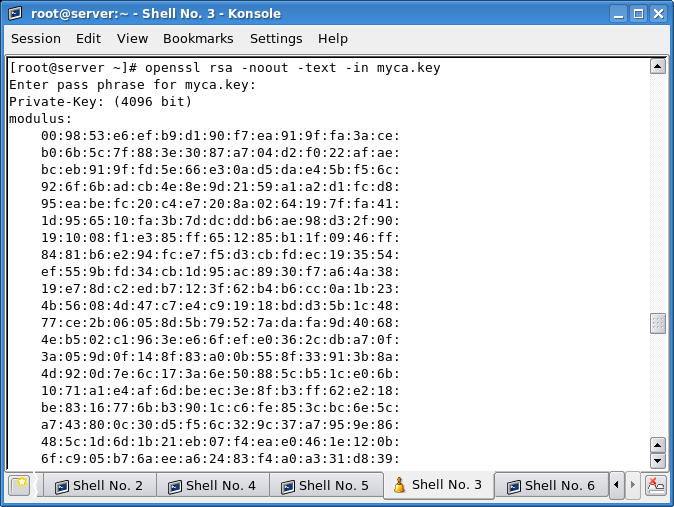 root@server:~ - Shell No. 3 - Konsole
Session Edit View Bookmarks Settings Help
[root@server ~]# openssl rsa -noout -text -in myca.key
Enter pass phrase for myca.key:
Private-Key: (4096 bit)
modulus:
00:98:53:e6:ef:b9:d1:90:f7:ea:91:9f:fa:3a:ce:
b0:6b:5c:7f:88:3e:30:87:a7:04:d2:f0:22:af:ae:
bc:eb:91:9f:fd:5e:66:e3:0a:d5:da:e4:5b:f5:6c:
92:6f:6b:ad:cb:4e:8e:9d:21:59:a1:a2:d1:fc:d8:
95:ea:be:fc:20:c4:e7:20:8a:02:64:19:7f:fa:41:
1d:95:65:10:fa:3b:7d:dc:dd:b6:ae:98:d3:2f:90:
19:10:08:f1:e3:85:ff:65:12:85:b1:1f:09:46:ff:
84:81:b6:e2:94:fc:e7:f5:d3:cb:fd:ec:19:35:54:
ef:55:9b:fd:34:cb:1d:95:ac:89:30:f7:a6:4a:38:
19:e7:8d:c2:ed:b7:12:3f:62:b4:b6:cc:0a:1b:23:
4b:56:08:4d:47:c7:e4:c9:19:18:bd:d3:5b:1c:48:
77:ce:2b:06:05:8d:5b:79:52:7a:da:fa:9d:40:68:
4e:b5:02:c1:96:3e:e6:6f:ef:e0:36:2c:db:a7:0f:
3a:05:9d:0f:14:8f:83:a0:0b:55:8f:33:91:3b:8a:
4d:92:0d:7e:6c:17:3a:6e:50:88:5c:b5:1c:e0:6b:
10:71:a1:e4:af:6d:be:ec:3e:8f:b3:ff:62:e2:18:
be:83:16:77:6b:b3:90:1c:c6:fe:85:3c:bc:6e:5c:
a7:43:80:0c:30:d5:f5:6c:32:9c:37:a7:95:9e:86:
48:5c:1d:6d:1b:21:eb:07:f4:ea:e0:46:1e:12:0b:
6f:c9:05:b7:6a:ee:a6:24:83:f4:a0:a3:31:d8:39:
Shell No. 2 Shell No. 4 Shell No. 5 Shell No. 3 Shell No. 6